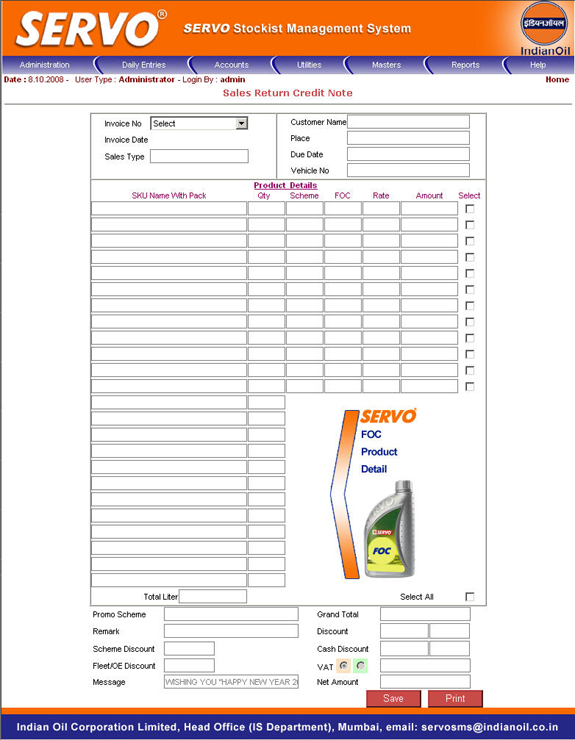 SERVO®
SERVO Stockist Management System
इंडियनऑयल
IndianOil
Administration Daily Entries Accounts Utilities Masters Reports Help
Date : 8.10.2008 - User Type : Administrator - Login By : admin Home
Sales Return Credit Note
Invoice No Select Customer Name
Invoice Date Place
Sales Type Due Date
Vehicle No
Product Details
SKU Name With Pack Qty Scheme FOC Rate Amount Select
SERVO
FOC
Product
Detail
SERVO
SERVO
FOC
Total Liter Select All
Promo Scheme Grand Total
Remark Discount
Scheme Discount Cash Discount
Fleet/OE Discount VAT
Message WISHING YOU "HAPPY NEW YEAR 20 Net Amount
Save Print
Indian Oil Corporation Limited, Head Office (IS Department), Mumbai, email: servosms@indianoil.co.in